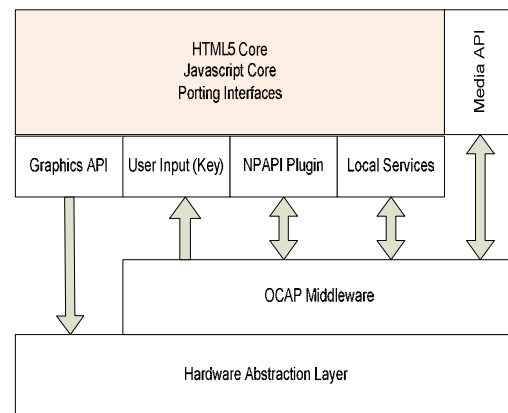 HTML5 Core
Javascript Core
Porting Interfaces
Media API
Graphics API
User Input (Key)
NPAPI Plugin
Local Services
OCAP Middleware
Hardware Abstraction Layer